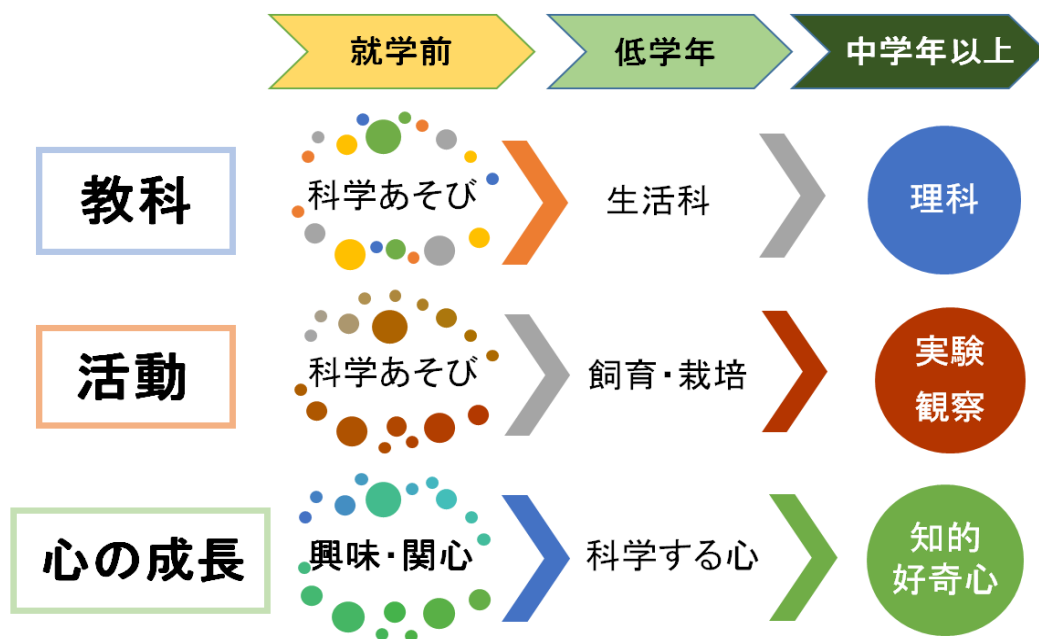 就学前
低学年
中学年以上
教科
科学あそび
生活科
理科
活動
科学あそび
飼育・栽培
実験
観察
心の成長
興味・関心
科学する心
知的
好奇心